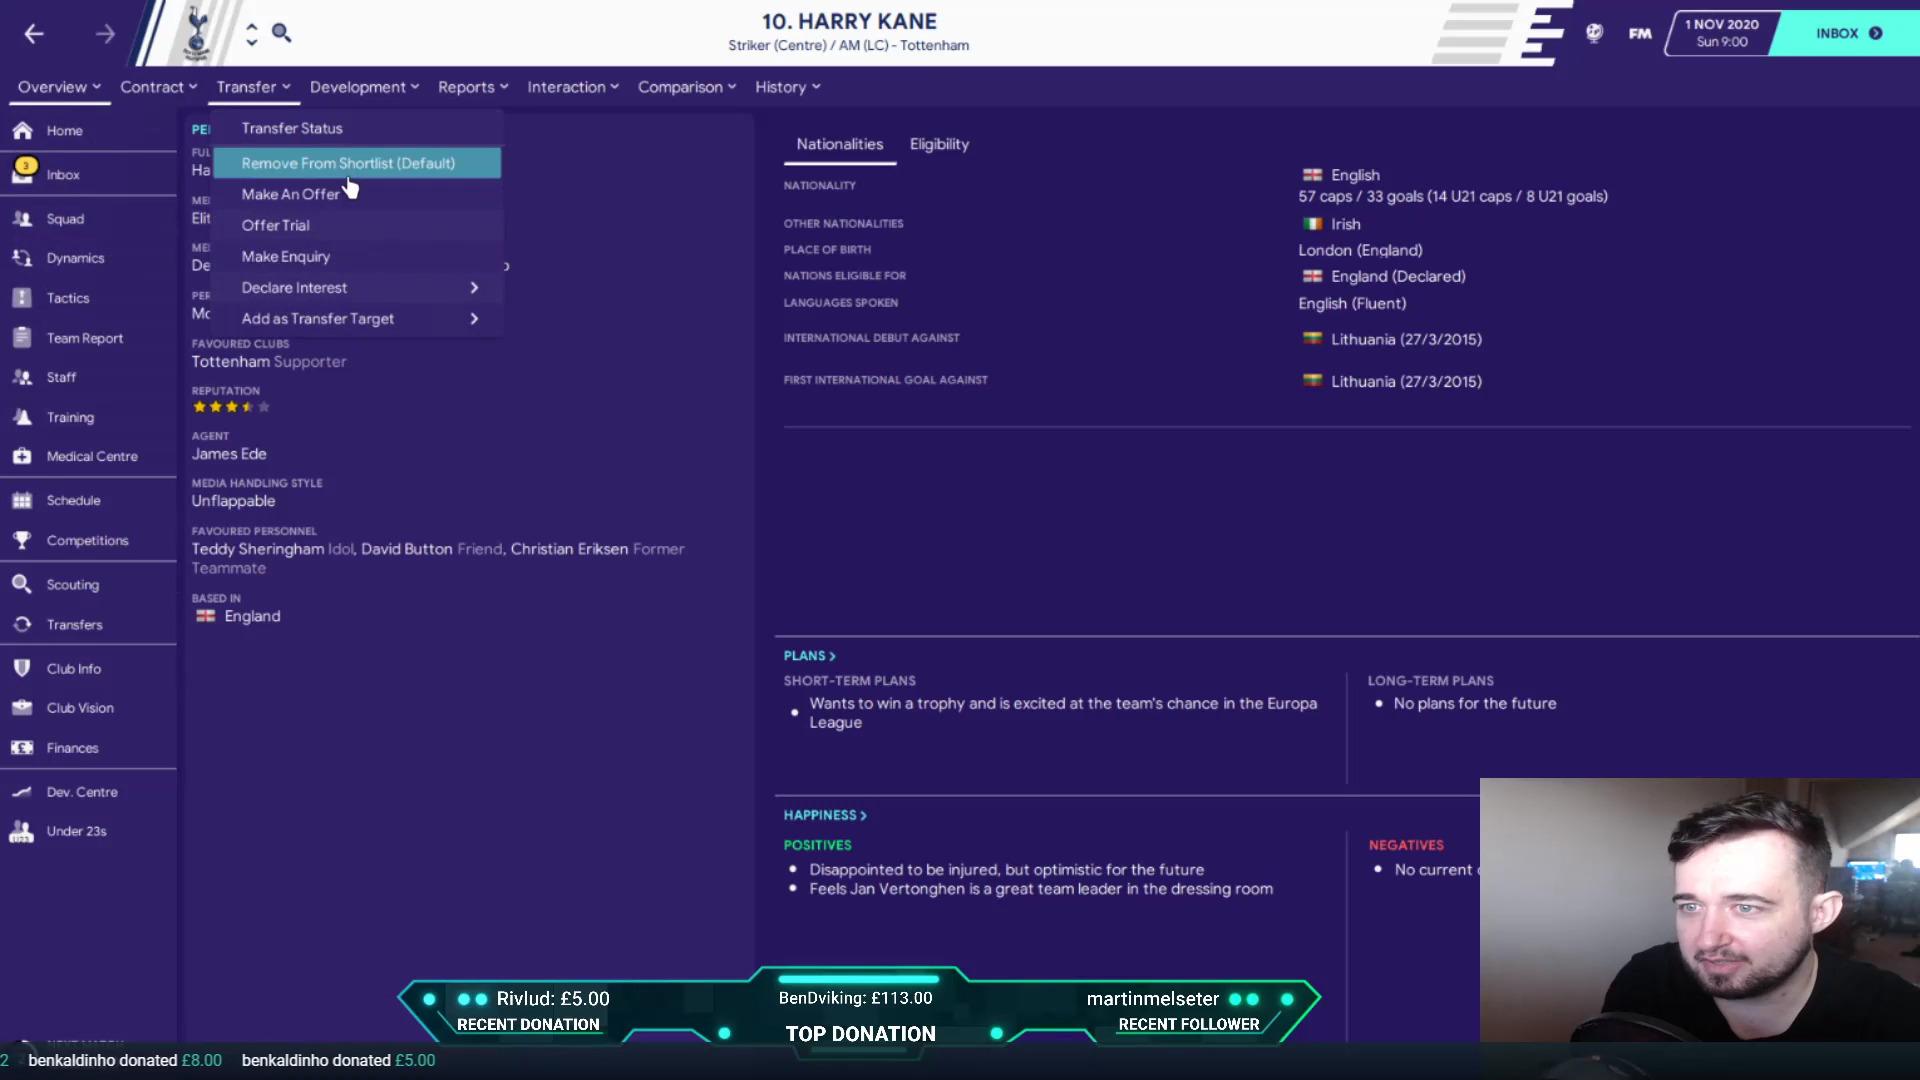 10. HARRY KANE
Striker (Centre) / AM (LC) - Tottenham
FM
1 NOV 2020
Sun 9:00
INBOX
Overview
Contract
Transfer
Development
Reports
Interaction
Comparison
History
Home
3
Inbox
Squad
Dynamics
Tactics
Team Report
Staff
Training
Medical Centre
Schedule
Competitions
Scouting
Transfers
Club Info
Club Vision
Finances
Dev. Centre
Under 23s
Transfer Status
Remove From Shortlist (Default)
Make An Offer
Offer Trial
Make Enquiry
Declare Interest
Add as Transfer Target
FAVOURED CLUBS
Tottenham Supporter
REPUTATION
AGENT
James Ede
MEDIA HANDLING STYLE
Unflappable
FAVOURED PERSONNEL
Teddy Sheringham Idol, David Button Friend, Christian Eriksen Former
Teammate
BASED IN
England
Nationalities
Eligibility
NATIONALITY
English
57 caps / 33 goals (14 U21 caps / 8 U21 goals)
OTHER NATIONALITIES
Irish
PLACE OF BIRTH
London (England)
NATIONS ELIGIBLE FOR
England (Declared)
LANGUAGES SPOKEN
English (Fluent)
INTERNATIONAL DEBUT AGAINST
Lithuania (27/3/2015)
FIRST INTERNATIONAL GOAL AGAINST
Lithuania (27/3/2015)
PLANS >
SHORT-TERM PLANS
• Wants to win a trophy and is excited at the team's chance in the Europa
League
LONG-TERM PLANS
• No plans for the future
HAPPINESS >
POSITIVES
• Disappointed to be injured, but optimistic for the future
• Feels Jan Vertonghen is a great team leader in the dressing room
NEGATIVES
• No current
Rivlud: £5.00
RECENT DONATION
BenDviking: £113.00
TOP DONATION
martinmelseter
RECENT FOLLOWER
2 benkaldinho donated £8.00 benkaldinho donated £5.00